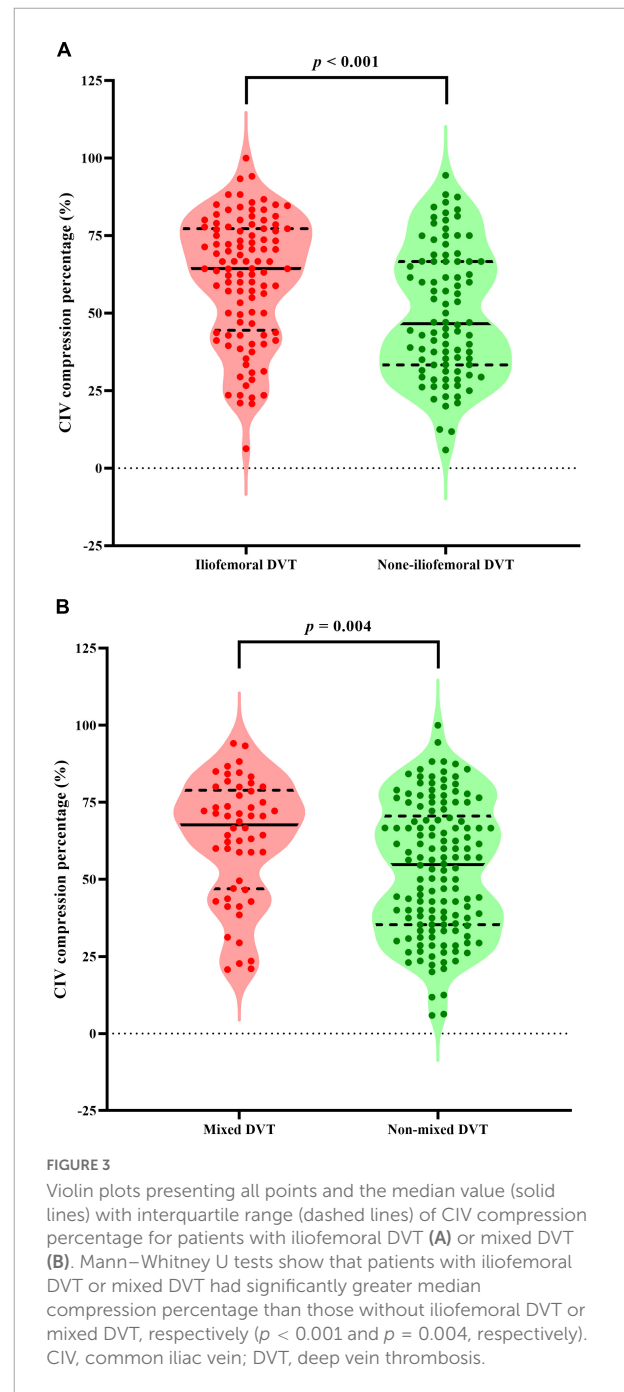 A
p < 0.001
125
100
75
50
25
0
-25
CIV compression percentage (%)
Iliofemoral DVT
None-iliofemoral DVT
B
p = 0.004
125
100
75
50
25
0
-25
CIV compression percentage (%)
Mixed DVT
Non-mixed DVT
FIGURE 3
Violin plots presenting all points and the median value (solid
lines) with interquartile range (dashed lines) of CIV compression
percentage for patients with iliofemoral DVT (A) or mixed DVT
(B). Mann–Whitney U tests show that patients with iliofemoral
DVT or mixed DVT had significantly greater median
compression percentage than those without iliofemoral DVT or
mixed DVT, respectively (p < 0.001 and p = 0.004, respectively).
CIV, common iliac vein; DVT, deep vein thrombosis.